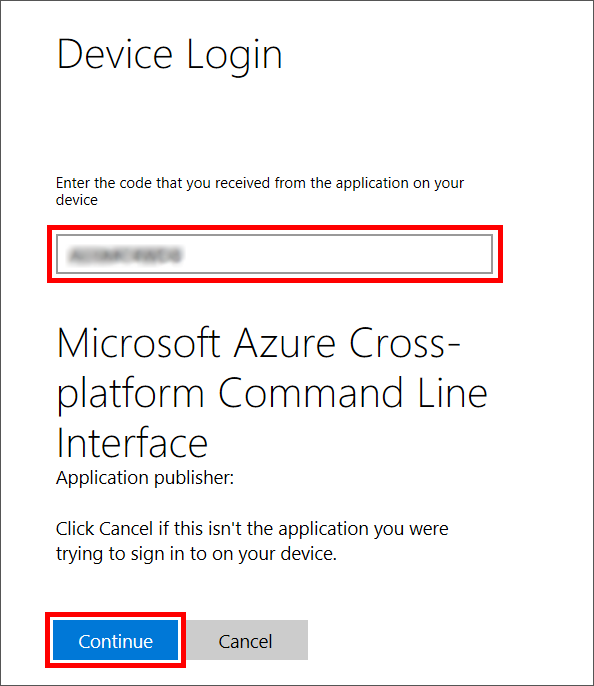 Device Login
Enter the code that you received from the application on your
device
Microsoft Azure Cross-
platform Command Line
Interface
Application publisher:
Click Cancel if this isn't the application you were
trying to sign in to on your device.
Continue
Cancel